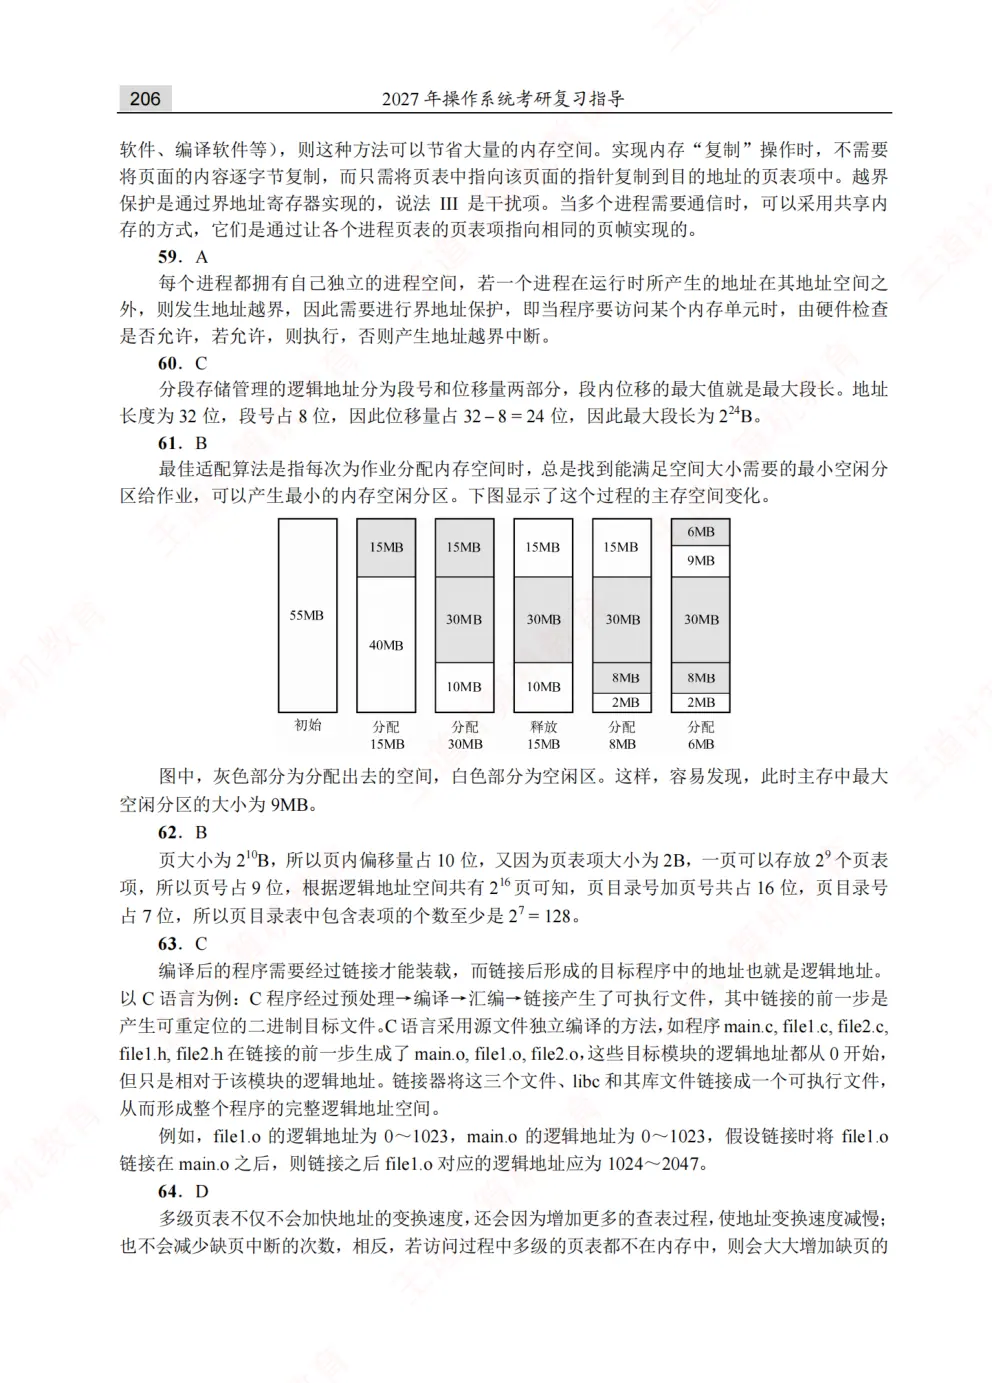 206
2027 年操作系统考研复习指导
软件、编译软件等），则这种方法可以节省大量的内存空间。实现内存“复制”操作时，不需要
将页面的内容逐字节复制，而只需将页表中指向该页面的指针复制到目的地址的页表项中。越界
保护是通过界地址寄存器实现的，说法 III 是干扰项。当多个进程需要通信时，可以采用共享内
存的方式，它们是通过让各个进程页表的页表项指向相同的页帧实现的。
59．A
每个进程都拥有自己独立的进程空间，若一个进程在运行时所产生的地址在其地址空间之
外，则发生地址越界，因此需要进行界地址保护，即当程序要访问某个内存单元时，由硬件检查
是否允许，若允许，则执行，否则产生地址越界中断。
60．C
分段存储管理的逻辑地址分为段号和位移量两部分，段内位移的最大值就是最大段长。地址
长度为 32 位，段号占 8 位，因此位移量占 32 – 8 = 24 位，因此最大段长为 2²⁴B。
61．B
最佳适配算法是指每次为作业分配内存空间时，总是找到能满足空间大小需要的最小空闲分
区给作业，可以产生最小的内存空闲分区。下图显示了这个过程的主存空间变化。
55MB
初始
15MB
40MB
分配
15MB
15MB
30MB
10MB
分配
30MB
15MB
30MB
10MB
释放
15MB
15MB
30MB
8MB
2MB
分配
8MB
6MB
9MB
30MB
8MB
2MB
分配
6MB
图中，灰色部分为分配出去的空间，白色部分为空闲区。这样，容易发现，此时主存中最大
空闲分区的大小为 9MB。
62．B
页大小为 2¹⁰B，所以页内偏移量占 10 位，又因为页表项大小为 2B，一页可以存放 2⁹ 个页表
项，所以页号占 9 位，根据逻辑地址空间共有 2¹⁶ 页可知，页目录号加页号共占 16 位，页目录号
占 7 位，所以页目录表中包含表项的个数至少是 2⁷ = 128。
63．C
编译后的程序需要经过链接才能装载，而链接后形成的目标程序中的地址也就是逻辑地址。
以 C 语言为例：C 程序经过预处理→编译→汇编→链接产生了可执行文件，其中链接的前一步是
产生可重定位的二进制目标文件。C 语言采用源文件独立编译的方法，如程序 main.c, file1.c, file2.c,
file1.h, file2.h 在链接的前一步生成了 main.o, file1.o, file2.o，这些目标模块的逻辑地址都从 0 开始，
但只是相对于该模块的逻辑地址。链接器将这三个文件、libc 和其库文件链接成一个可执行文件，
从而形成整个程序的完整逻辑地址空间。
例如，file1.o 的逻辑地址为 0～1023，main.o 的逻辑地址为 0～1023，假设链接时将 file1.o
链接在 main.o 之后，则链接之后 file1.o 对应的逻辑地址应为 1024～2047。
64．D
多级页表不仅不会加快地址的变换速度，还会因为增加更多的查表过程，使地址变换速度减慢；
也不会减少缺页中断的次数，相反，若访问过程中多级的页表都不在内存中，则会大大增加缺页的